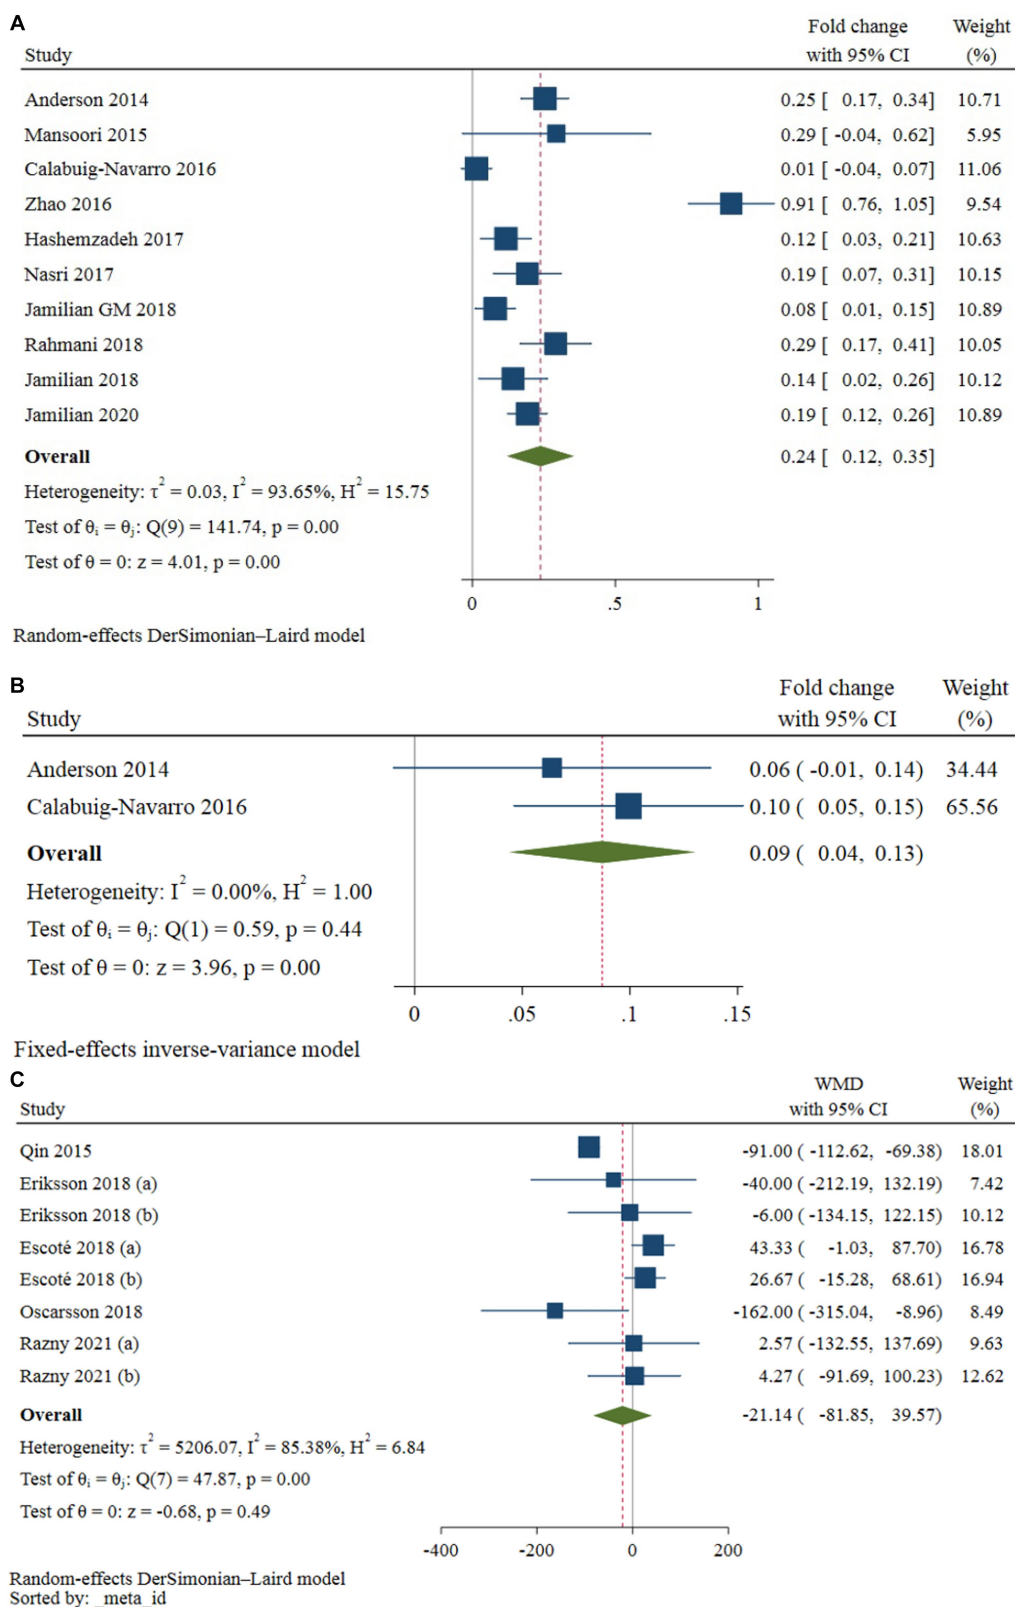 A
Fold change Weight
Study with 95% CI (%)
Anderson 2014 0.25 [ 0.17, 0.34] 10.71
Mansoori 2015 0.29 [ -0.04, 0.62] 5.95
Calabuig-Navarro 2016 0.01 [ -0.04, 0.07] 11.06
Zhao 2016 0.91 [ 0.76, 1.05] 9.54
Hashemzadeh 2017 0.12 [ 0.03, 0.21] 10.63
Nasri 2017 0.19 [ 0.07, 0.31] 10.15
Jamilian GM 2018 0.08 [ 0.01, 0.15] 10.89
Rahmani 2018 0.29 [ 0.17, 0.41] 10.05
Jamilian 2018 0.14 [ 0.02, 0.26] 10.12
Jamilian 2020 0.19 [ 0.12, 0.26] 10.89
Overall 0.24 [ 0.12, 0.35]
Heterogeneity: τ² = 0.03, I² = 93.65%, H² = 15.75
Test of θᵢ = θⱼ: Q(9) = 141.74, p = 0.00
Test of θ = 0: z = 4.01, p = 0.00
0 .5 1
Random-effects DerSimonian–Laird model
B
Fold change Weight
Study with 95% CI (%)
Anderson 2014 0.06 ( -0.01, 0.14) 34.44
Calabuig-Navarro 2016 0.10 ( 0.05, 0.15) 65.56
Overall 0.09 ( 0.04, 0.13)
Heterogeneity: I² = 0.00%, H² = 1.00
Test of θᵢ = θⱼ: Q(1) = 0.59, p = 0.44
Test of θ = 0: z = 3.96, p = 0.00
0 .05 .1 .15
Fixed-effects inverse-variance model
C
WMD Weight
Study with 95% CI (%)
Qin 2015 -91.00 ( -112.62, -69.38) 18.01
Eriksson 2018 (a) -40.00 ( -212.19, 132.19) 7.42
Eriksson 2018 (b) -6.00 ( -134.15, 122.15) 10.12
Escoté 2018 (a) 43.33 ( -1.03, 87.70) 16.78
Escoté 2018 (b) 26.67 ( -15.28, 68.61) 16.94
Oscarsson 2018 -162.00 ( -315.04, -8.96) 8.49
Razny 2021 (a) 2.57 ( -132.55, 137.69) 9.63
Razny 2021 (b) 4.27 ( -91.69, 100.23) 12.62
Overall -21.14 ( -81.85, 39.57)
Heterogeneity: τ² = 5206.07, I² = 85.38%, H² = 6.84
Test of θᵢ = θⱼ: Q(7) = 47.87, p = 0.00
Test of θ = 0: z = -0.68, p = 0.49
-400 -200 0 200
Random-effects DerSimonian–Laird model
Sorted by: _meta_id